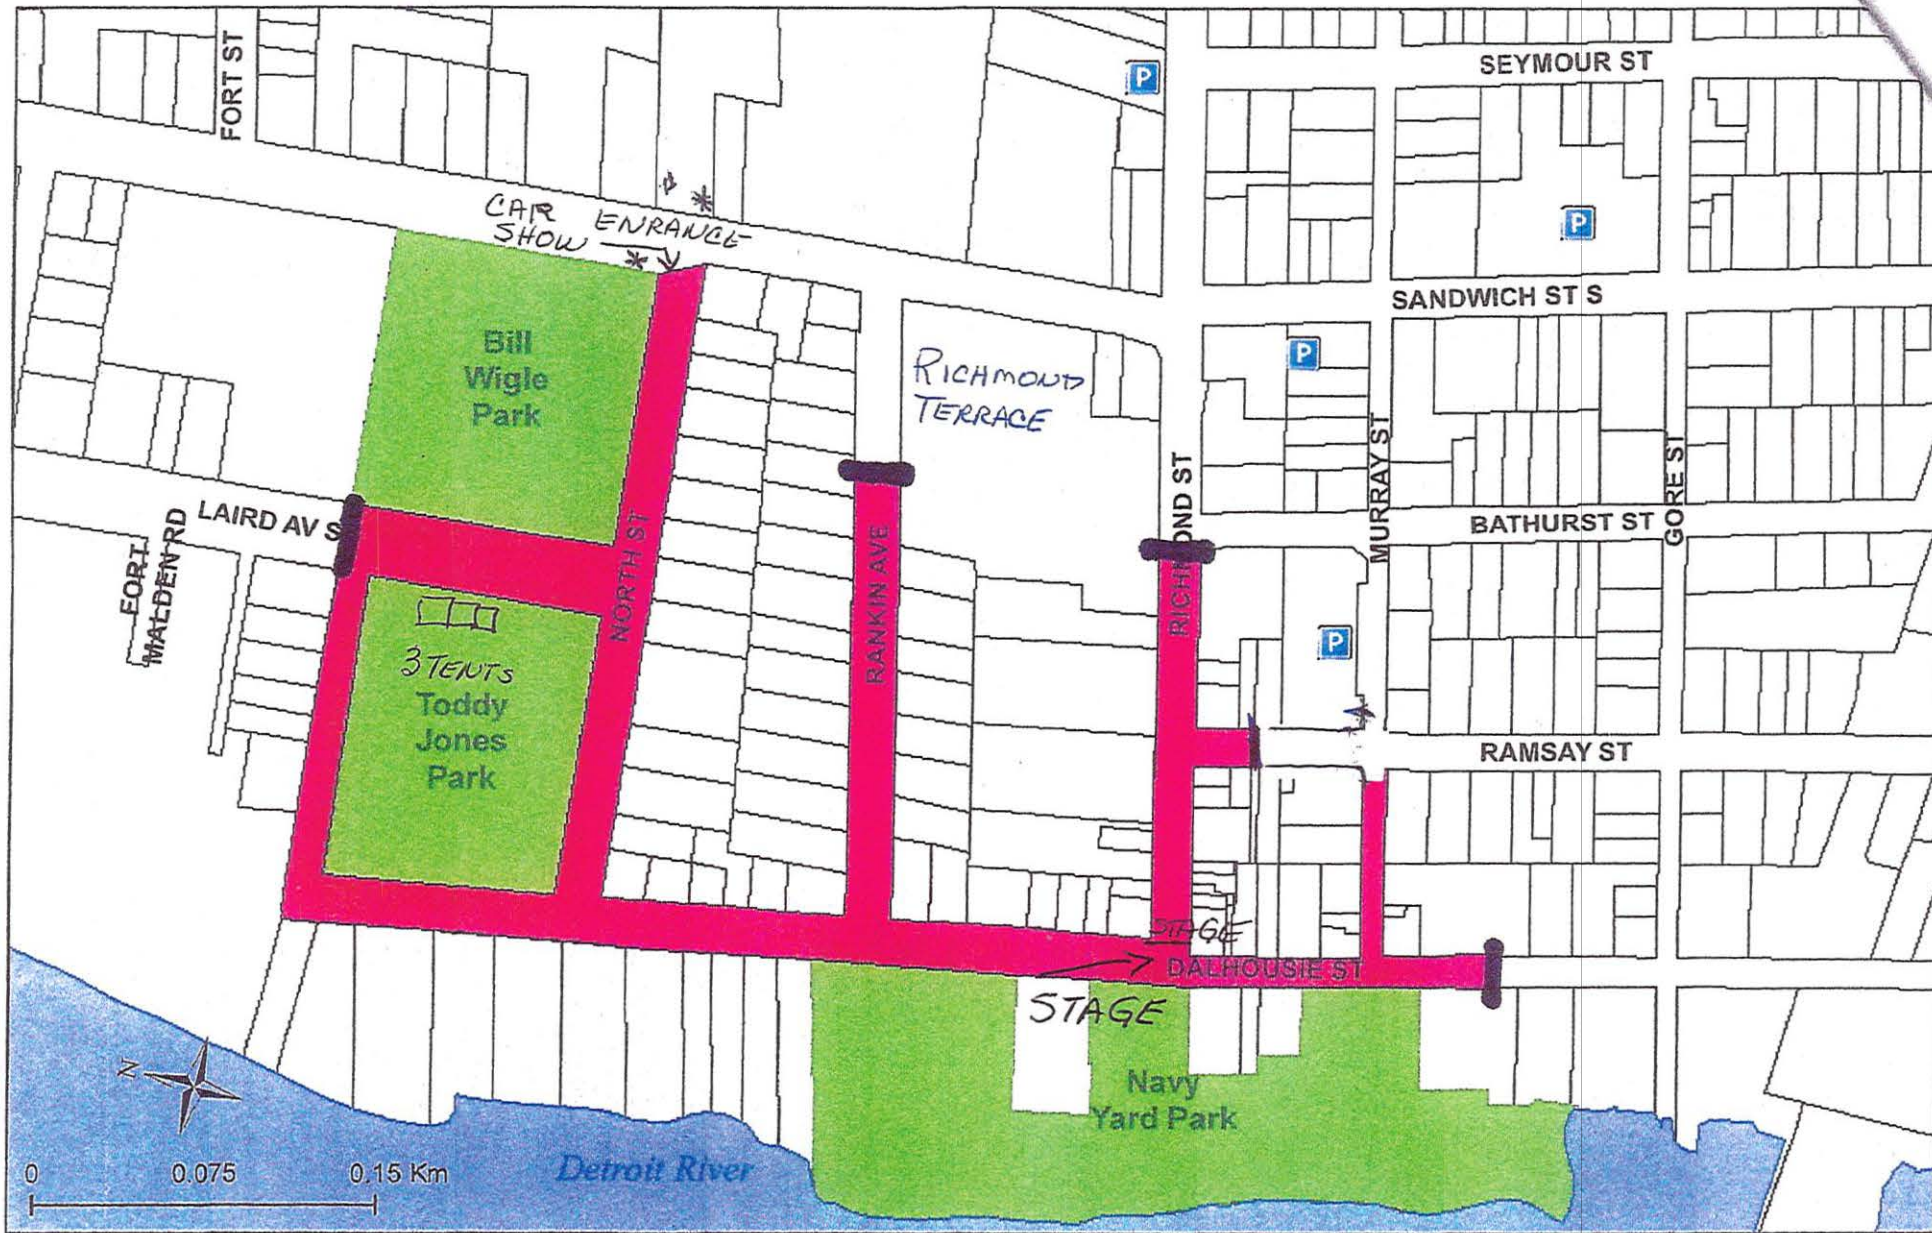 FORT ST
SEYMOUR ST
P
P
CAR
SHOW
ENRANCE
SANDWICH ST S
P
Bill
Wigle
Park
RICHMOND
TERRACE
LAIRD AV S
FORT
MALDEN RD
NORTH ST
RANKIN AVE
RICHMOND ST
MURRAY ST
BATHURST ST
GORE ST
3 TENTS
Toddy
Jones
Park
P
RAMSAY ST
STAGE
DALHOUSIE ST
STAGE
N
Navy
Yard Park
0 0.075 0.15 Km
Detroit River